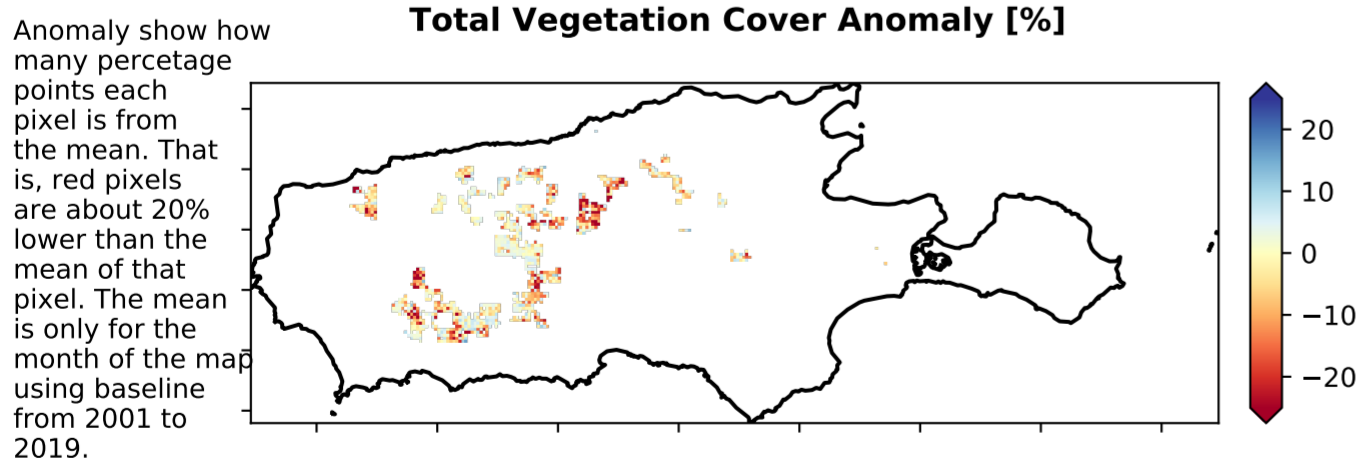 Total Vegetation Cover Anomaly [%]
Anomaly show how
many percetage
points each
pixel is from
the mean. That
is, red pixels
are about 20%
lower than the
mean of that
pixel. The mean
is only for the
month of the map
using baseline
from 2001 to
2019.
20
10
0
−10
−20